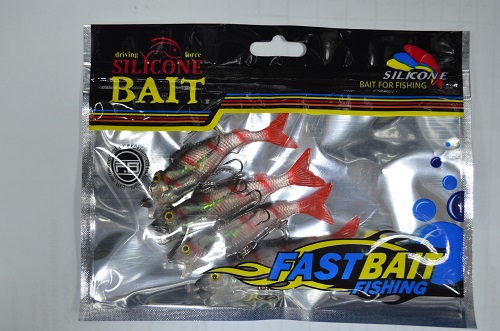 driving force
SILICONE
BAIT
SILICONE
BAIT FOR FISHING
FASTBAIT
FISHING